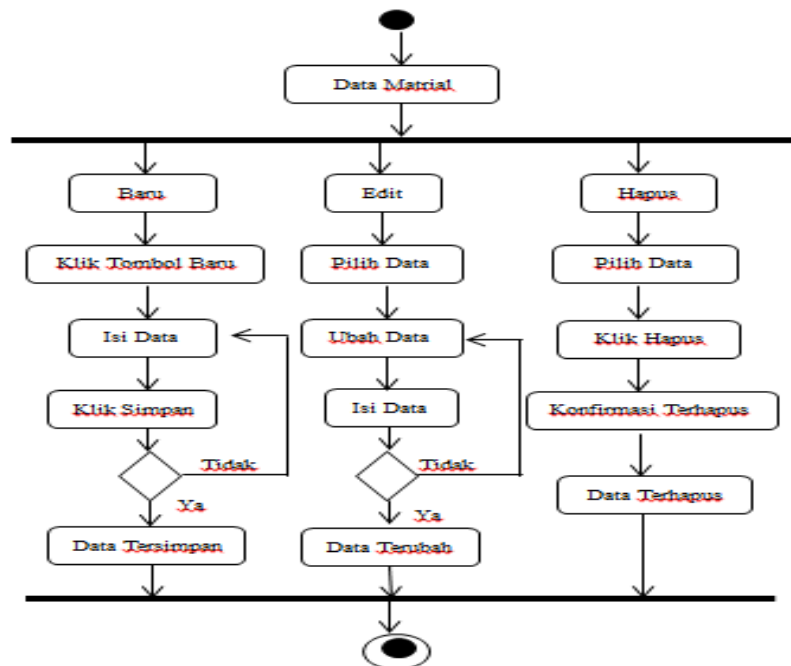 Data Matrial
Baru
Edit
Hapus
Klik Tombol Baru
Pilih Data
Pilih Data
Isi Data
Ubah Data
Klik Hapus
Klik Simpan
Isi Data
Konfirmasi Terhapus
Tidak
Tidak
Data Terhapus
Ya
Ya
Data Tersimpan
Data Terubah